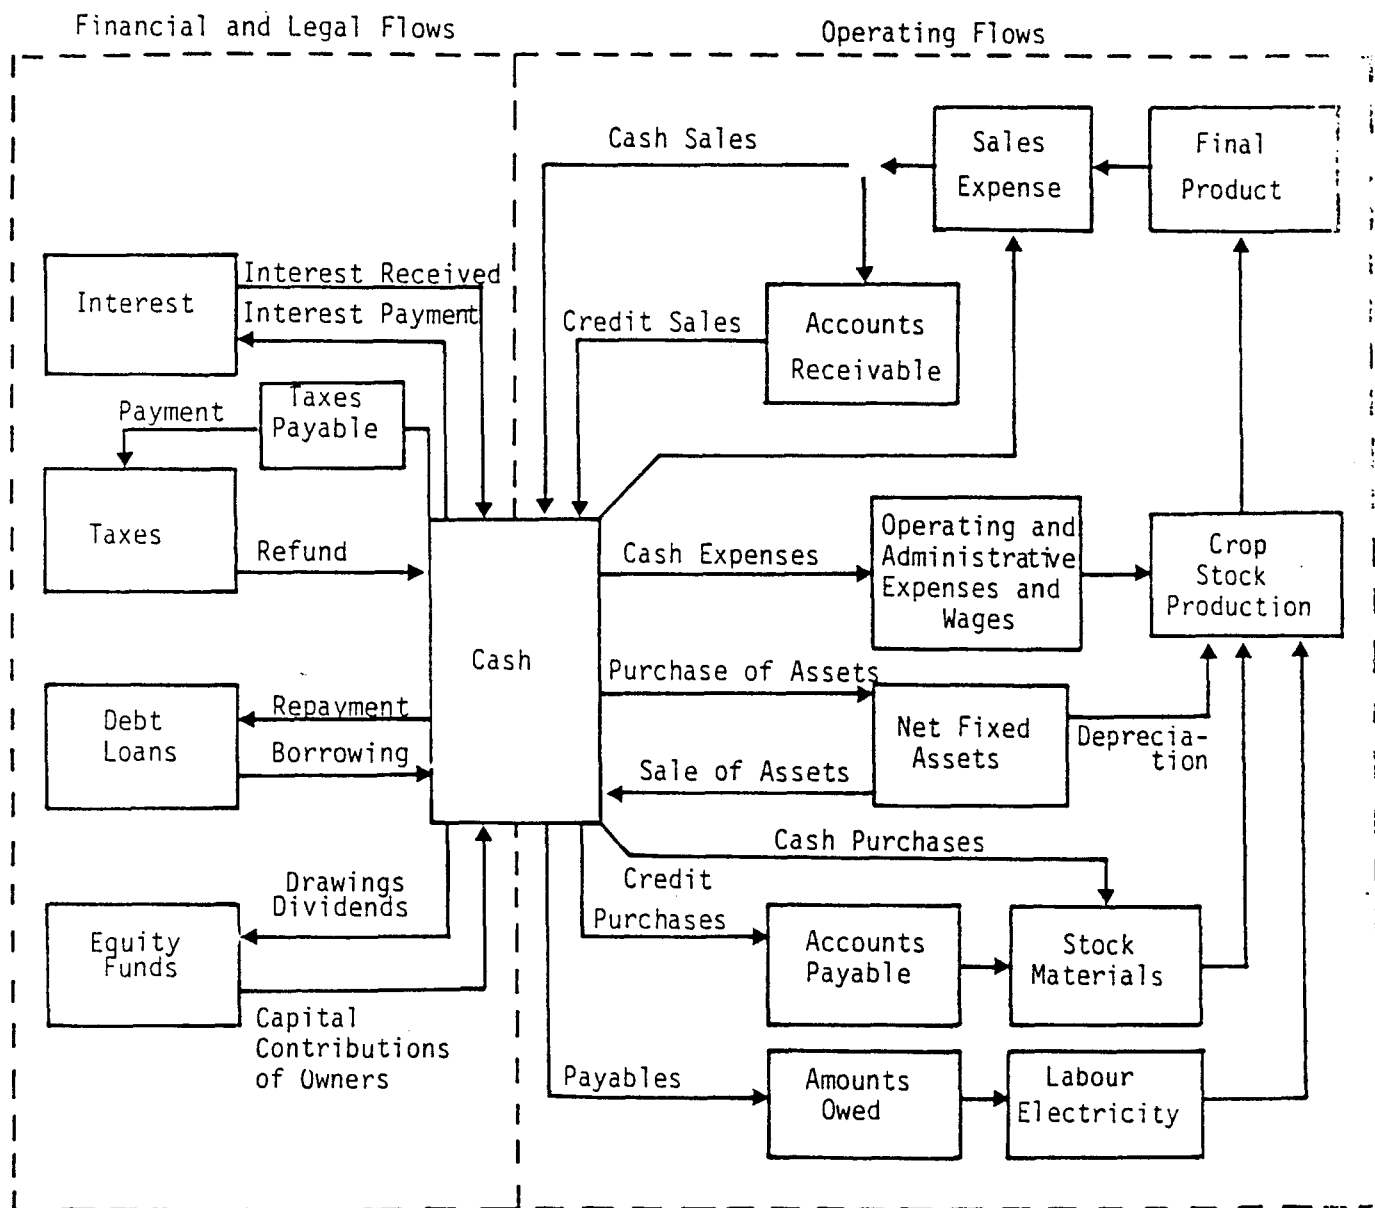 Financial and Legal Flows
Operating Flows
Cash Sales
Sales
Expense
Final
Product
Interest
Interest Received
Interest Payment
Credit Sales
Accounts
Receivable
Payment
Taxes
Payable
Taxes
Refund
Cash
Cash Expenses
Operating and
Administrative
Expenses and
Wages
Crop
Stock
Production
Purchase of Assets
Net Fixed
Assets
Deprecia-
tion
Sale of Assets
Debt
Loans
Repayment
Borrowing
Cash Purchases
Credit
Purchases
Accounts
Payable
Stock
Materials
Drawings
Dividends
Equity
Funds
Capital
Contributions
of Owners
Payables
Amounts
Owed
Labour
Electricity